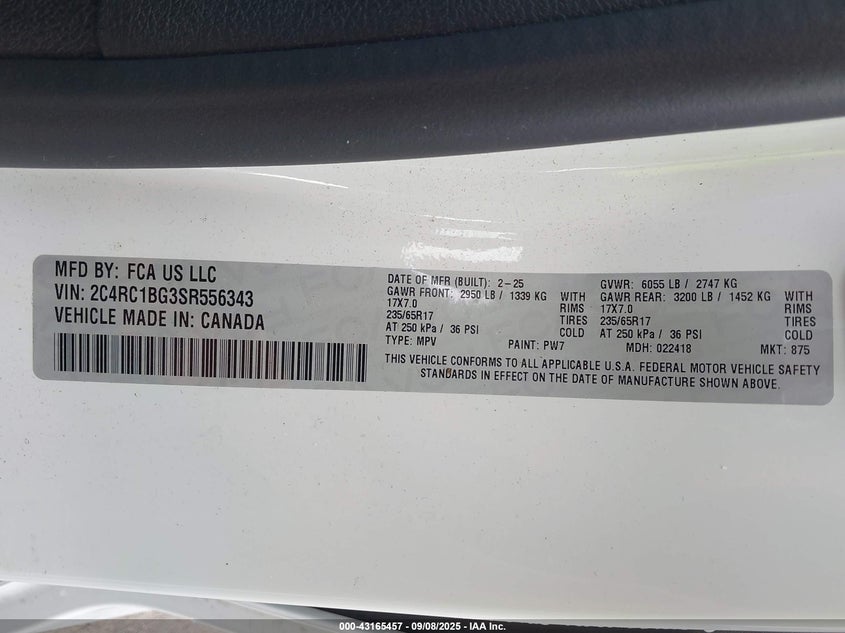 MFD BY: FCA US LLC
VIN: 2C4RC1BG3SR556343
VEHICLE MADE IN: CANADA
DATE OF MFR (BUILT): 2-25
GAWR FRONT: 2950 LB / 1339 KG WITH
17X7.0 RIMS
235/65R17 TIRES
AT 250 kPa / 36 PSI COLD
TYPE: MPV PAINT: PW7
GVWR: 6055 LB / 2747 KG
GAWR REAR: 3200 LB / 1452 KG WITH
17X7.0 RIMS
235/65R17 TIRES
AT 250 kPa / 36 PSI COLD
MDH: 022418 MKT: 875
THIS VEHICLE CONFORMS TO ALL APPLICABLE U.S.A. FEDERAL MOTOR VEHICLE SAFETY
STANDARDS IN EFFECT ON THE DATE OF MANUFACTURE SHOWN ABOVE.
000-43165457 - 09/08/2025 - IAA Inc.